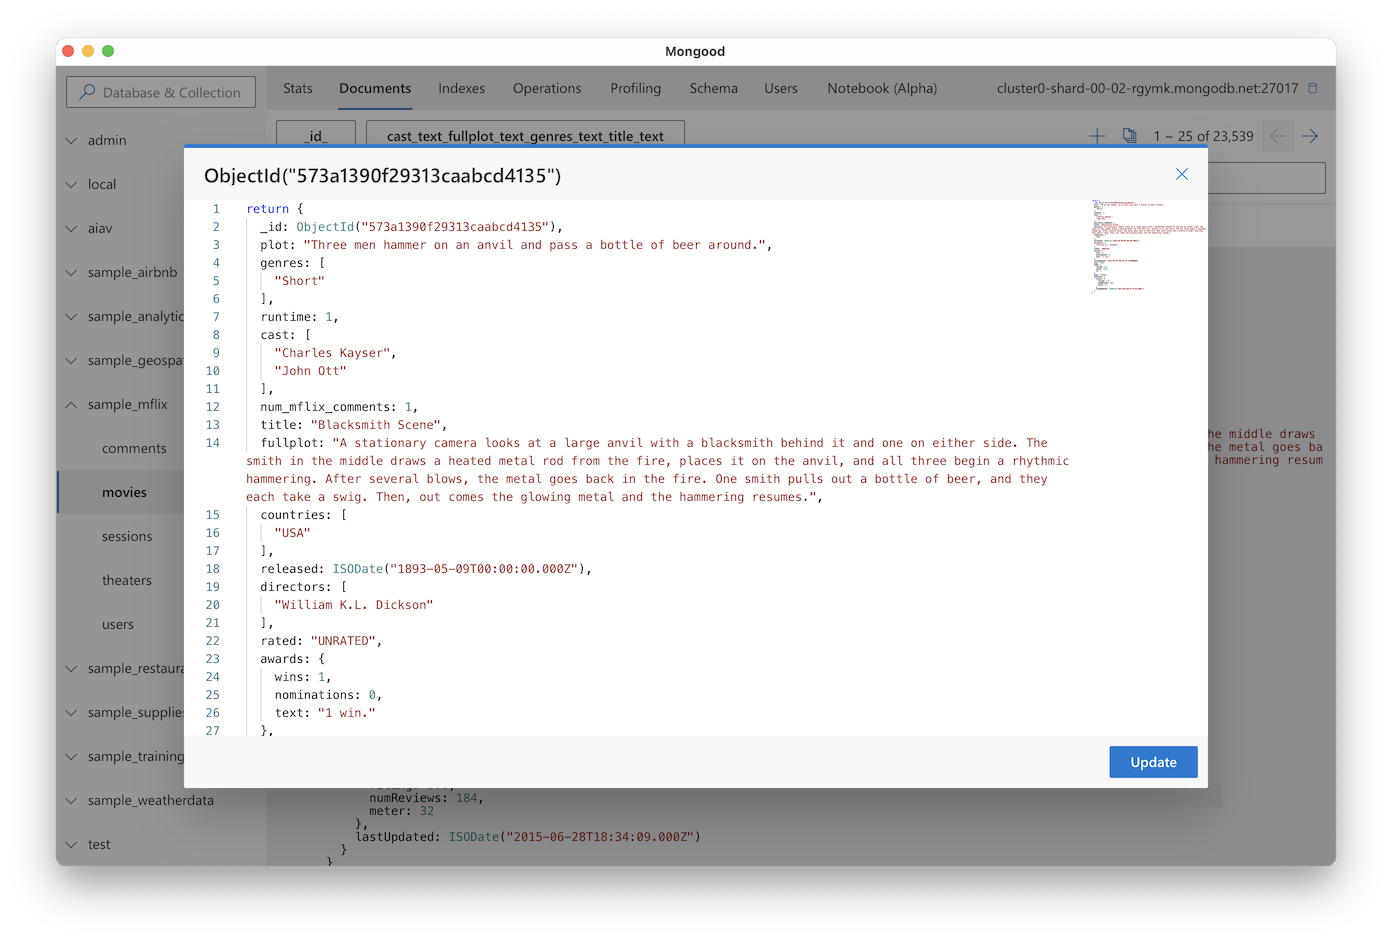 Mongood
Database & Collection
Stats Documents Indexes Operations Profiling Schema Users Notebook (Alpha) cluster0-shard-00-02-rgymk.mongodb.net:27017
_id_ cast_text_fullplot_text_genres_text_title_text 1 ~ 25 of 23,539
admin
local
aiav
sample_airbnb
sample_analytic
sample_geospa
sample_mflix
comments
movies
sessions
theaters
users
sample_restaura
sample_supplie
sample_training
sample_weatherdata
test
ObjectId("573a1390f29313caabcd4135")
1 return {
2 _id: ObjectId("573a1390f29313caabcd4135"),
3 plot: "Three men hammer on an anvil and pass a bottle of beer around.",
4 genres: [
5 "Short"
6 ],
7 runtime: 1,
8 cast: [
9 "Charles Kayser",
10 "John Ott"
11 ],
12 num_mflix_comments: 1,
13 title: "Blacksmith Scene",
14 fullplot: "A stationary camera looks at a large anvil with a blacksmith behind it and one on either side. The
smith in the middle draws a heated metal rod from the fire, places it on the anvil, and all three begin a rhythmic
hammering. After several blows, the metal goes back in the fire. One smith pulls out a bottle of beer, and they
each take a swig. Then, out comes the glowing metal and the hammering resumes.",
15 countries: [
16 "USA"
17 ],
18 released: ISODate("1893-05-09T00:00:00.000Z"),
19 directors: [
20 "William K.L. Dickson"
21 ],
22 rated: "UNRATED",
23 awards: {
24 wins: 1,
25 nominations: 0,
26 text: "1 win."
27 },
Update
he middle draws
he metal goes ba
hammering resum
numReviews: 184,
meter: 32
},
lastUpdated: ISODate("2015-06-28T18:34:09.000Z")
}
}